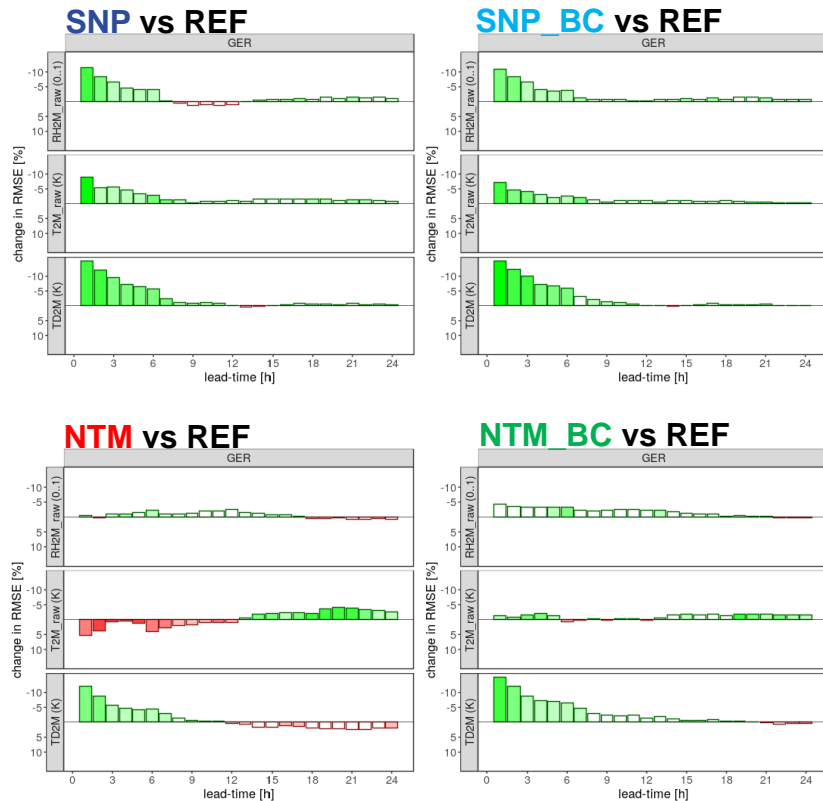 SNP vs REF
GER
change in RMSE [%]
RH2M_raw (0..1)
-10
-5
5
10
T2M_raw (K)
-10
-5
5
10
TD2M (K)
-10
-5
5
10
0 3 6 9 12 15 18 21 24
lead-time [h]
SNP_BC vs REF
GER
change in RMSE [%]
RH2M_raw (0..1)
-10
-5
5
10
T2M_raw (K)
-10
-5
5
10
TD2M (K)
-10
-5
5
10
0 3 6 9 12 15 18 21 24
lead-time [h]
NTM vs REF
GER
change in RMSE [%]
RH2M_raw (0..1)
-10
-5
5
10
T2M_raw (K)
-10
-5
5
10
TD2M (K)
-10
-5
5
10
0 3 6 9 12 15 18 21 24
lead-time [h]
NTM_BC vs REF
GER
change in RMSE [%]
RH2M_raw (0..1)
-10
-5
5
10
T2M_raw (K)
-10
-5
5
10
TD2M (K)
-10
-5
5
10
0 3 6 9 12 15 18 21 24
lead-time [h]